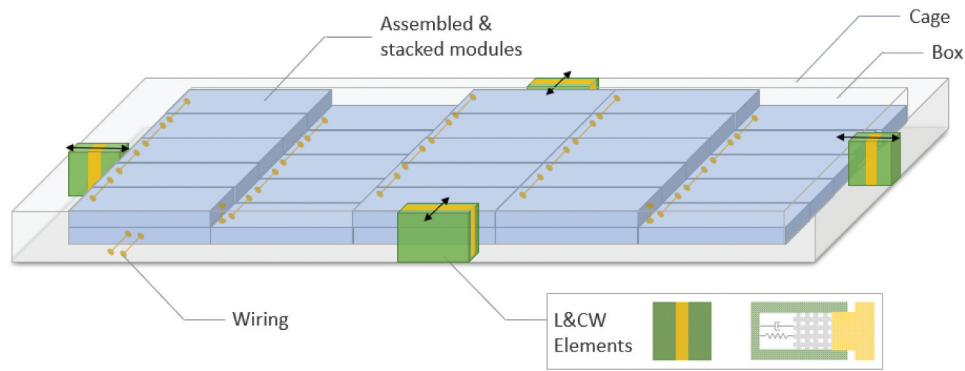 Assembled &
stacked modules
Cage
Box
Wiring
L&CW
Elements